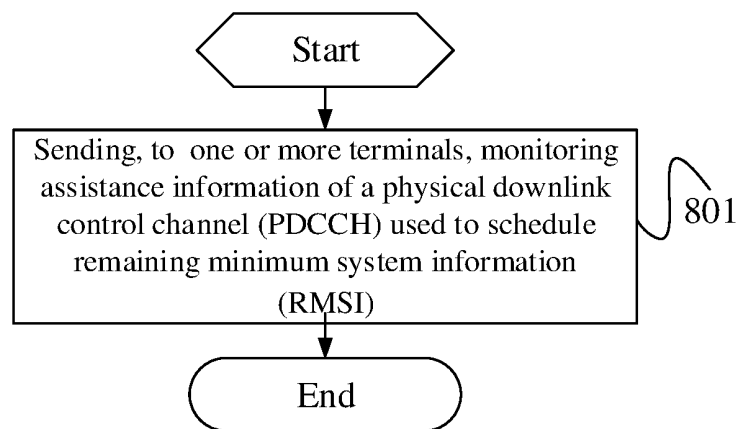 Start
Sending, to one or more terminals, monitoring
assistance information of a physical downlink
control channel (PDCCH) used to schedule
remaining minimum system information
(RMSI)
801
End